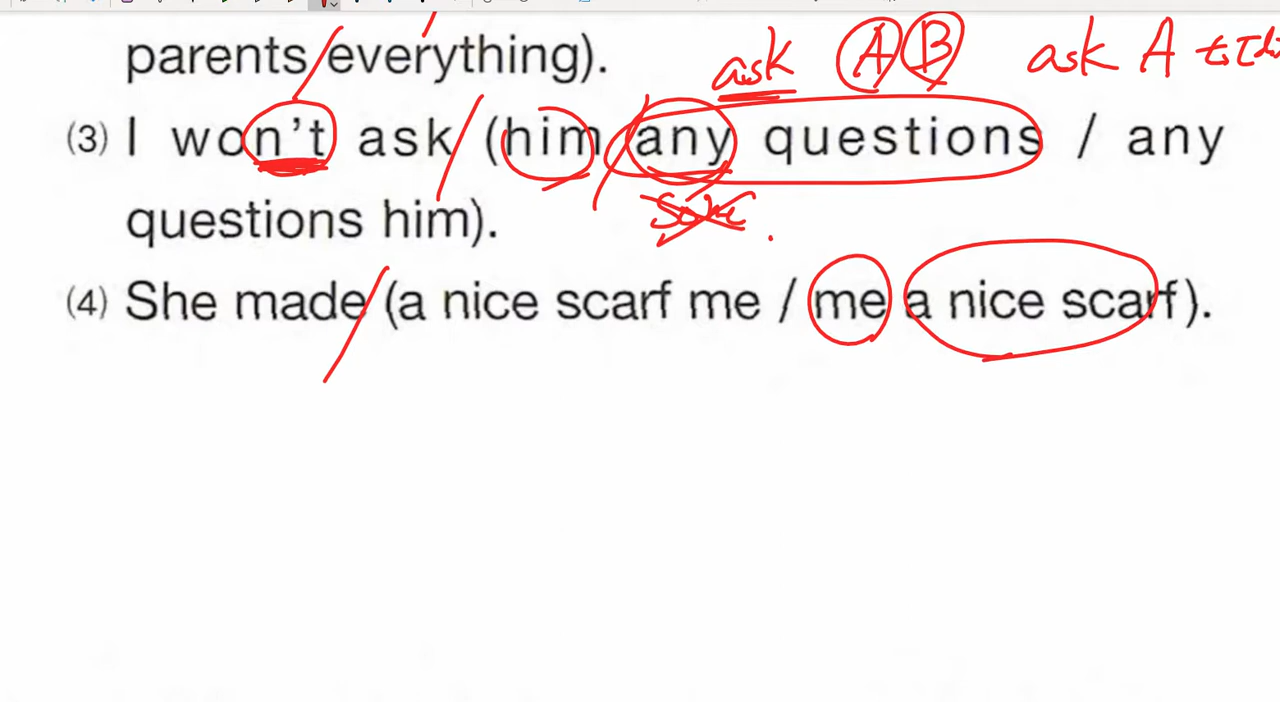 parents/everything).
ask A B ask A to
(3) I won't ask (him any questions / any
some
questions him).
(4) She made (a nice scarf me / me a nice scarf).